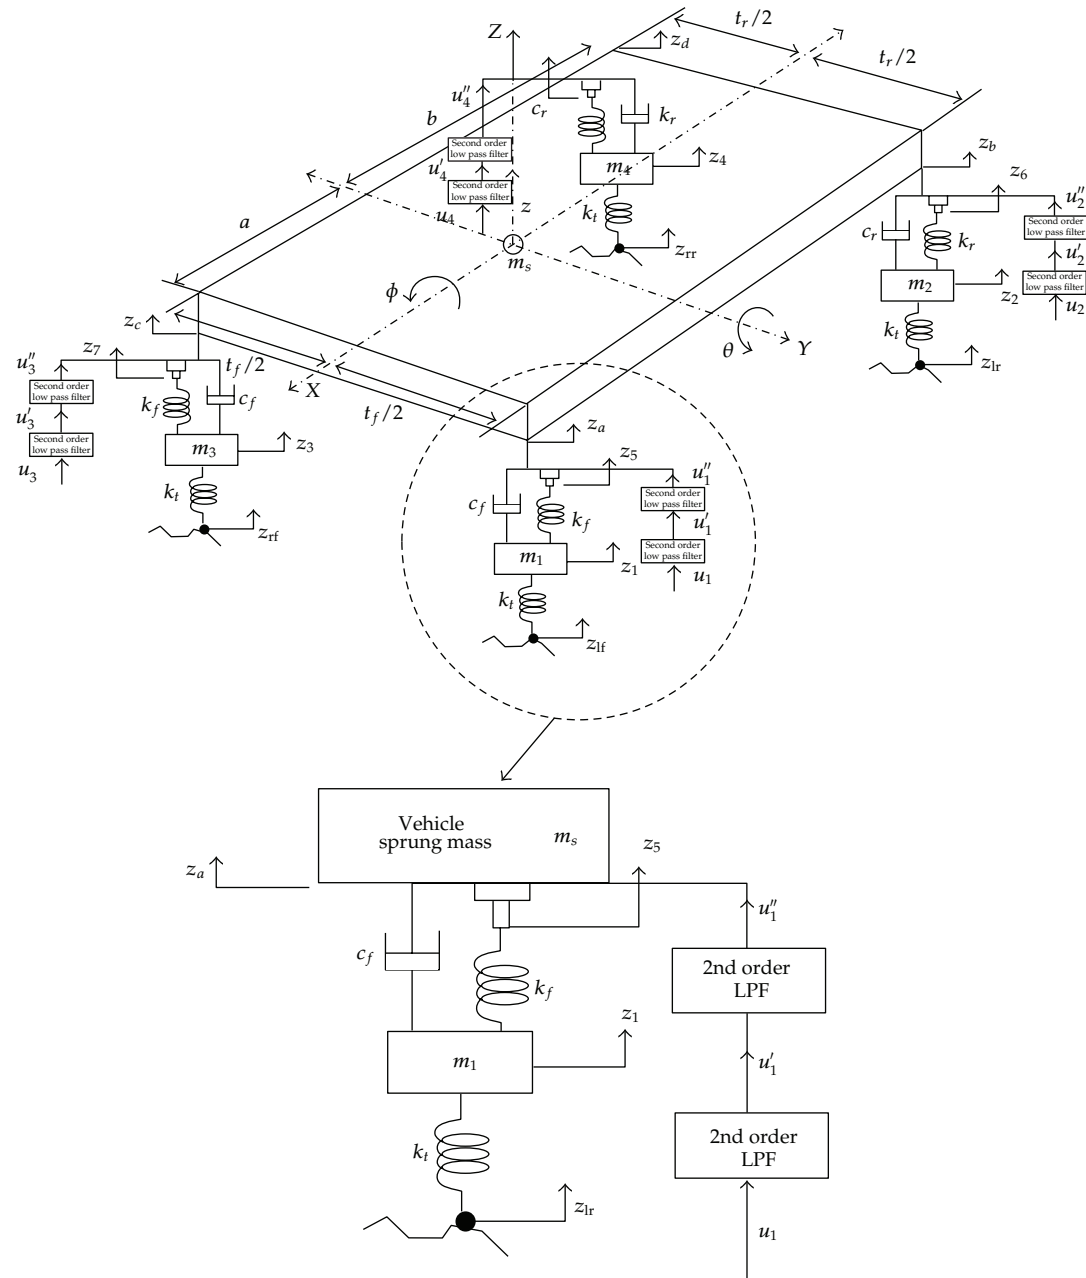 t_r/2
Z
z_d
t_r/2
u''_4
c_r
k_r
b
Second order
low pass filter
u'_4
m_4
z_4
z_b
Second order
low pass filter
z_6
u''_2
u_4
z
k_t
a
c_r
k_r
Second order
low pass filter
z_rr
u'_2
m_s
m_2
z_2
Second order
low pass filter
ϕ
u_2
k_t
z_c
z_7
t_f/2
θ
Y
z_lr
u''_3
X
Second order
low pass filter
k_f
c_f
t_f/2
u'_3
z_a
Second order
low pass filter
m_3
z_3
u_3
z_5
u''_1
k_t
c_f
k_f
Second order
low pass filter
u'_1
z_rf
m_1
z_1
Second order
low pass filter
u_1
k_t
z_lf
Vehicle
sprung mass
m_s
z_5
z_a
u''_1
c_f
2nd order
LPF
k_f
z_1
m_1
u'_1
2nd order
LPF
k_t
z_lr
u_1